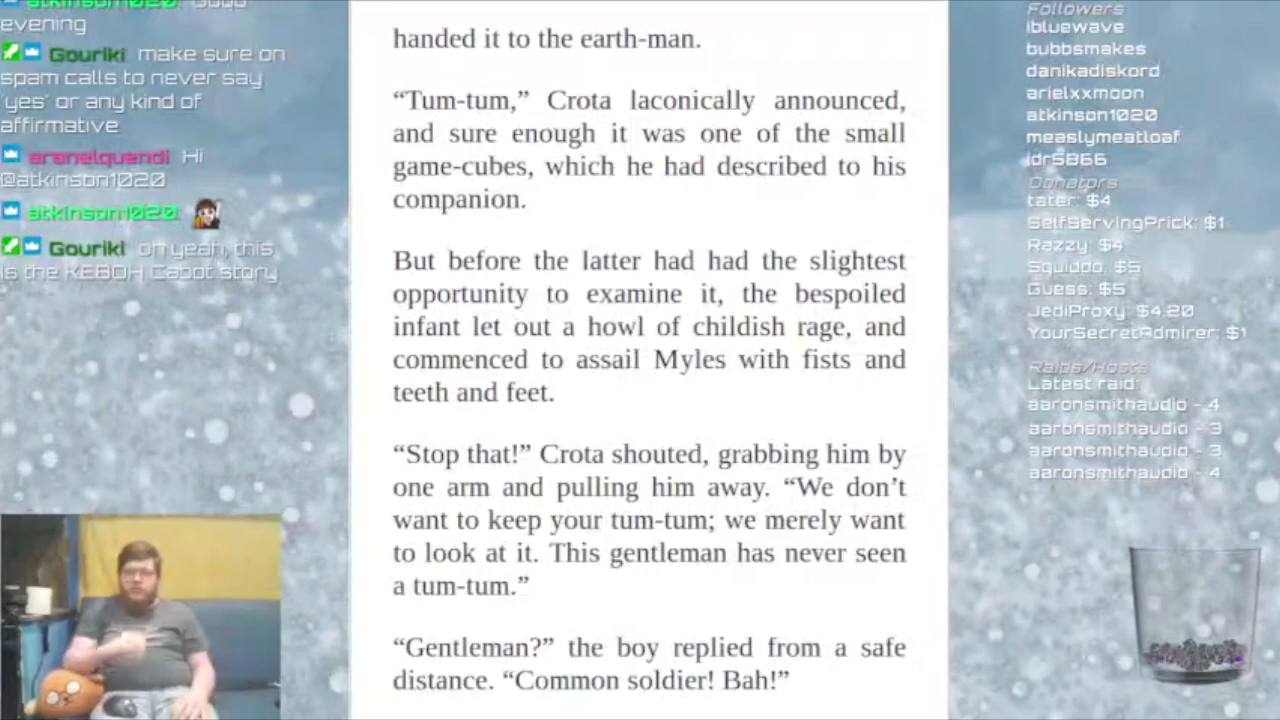 atkinson1020: Good
evening
Gouriki make sure on
spam calls to never say
'yes' or any kind of
affirmative
aranelquendi Hi
@atkinson1020
atkinson1020:
Gouriki oh yeah, this
is the KEBOH Cabot story
handed it to the earth-man.
“Tum-tum,” Crota laconically announced,
and sure enough it was one of the small
game-cubes, which he had described to his
companion.
But before the latter had had the slightest
opportunity to examine it, the bespoiled
infant let out a howl of childish rage, and
commenced to assail Myles with fists and
teeth and feet.
“Stop that!” Crota shouted, grabbing him by
one arm and pulling him away. “We don’t
want to keep your tum-tum; we merely want
to look at it. This gentleman has never seen
a tum-tum.”
“Gentleman?” the boy replied from a safe
distance. “Common soldier! Bah!”
Followers
ibluewave
bubbsmakes
danikadiskord
arielxxmoon
atkinson1020
measlymeatloaf
Donators
tater: $4
SelfServingPrick: $1
Razzy: $4
Squiddo: $5
Guess: $5
JediProxy: $4.20
YourSecretAdmirer: $1
Raids/Hosts
Latest raid:
aaronsmithaudio - 4
aaronsmithaudio - 3
aaronsmithaudio - 3
aaronsmithaudio - 4